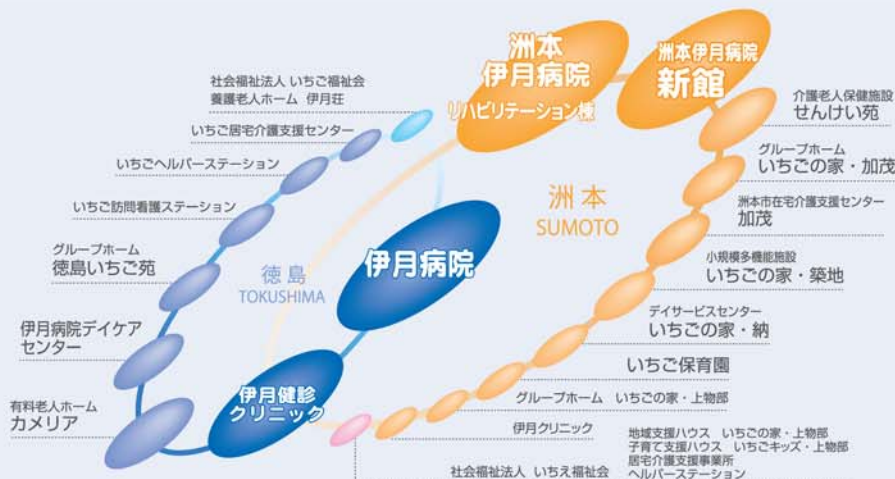 洲本
伊月病院
リハビリテーション棟
洲本伊月病院
新館
社会福祉法人 いちご福祉会
養護老人ホーム 伊月荘
いちご居宅介護支援センター
いちごヘルパーステーション
いちご訪問看護ステーション
グループホーム
徳島いちご苑
伊月病院デイケア
センター
有料老人ホーム
カメリア
徳島
TOKUSHIMA
伊月病院
伊月健診
クリニック
洲本
SUMOTO
介護老人保健施設
せんけい苑
グループホーム
いちごの家・加茂
洲本市在宅介護支援センター
加茂
小規模多機能施設
いちごの家・築地
デイサービスセンター
いちごの家・納
いちご保育園
グループホーム いちごの家・上物部
伊月クリニック
社会福祉法人 いちえ福祉会
地域支援ハウス いちごの家・上物部
子育て支援ハウス いちごキッズ・上物部
居宅介護支援事業所
ヘルパーステーション